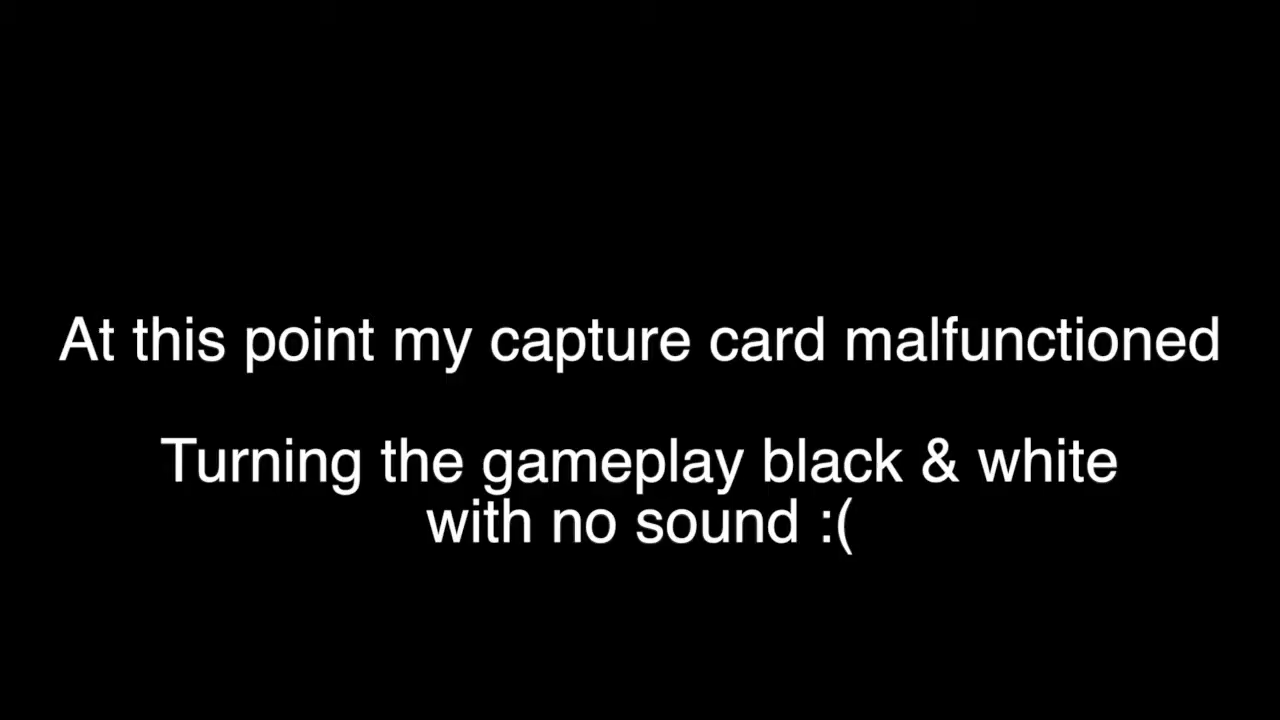 At this point my capture card malfunctioned
Turning the gameplay black & white
with no sound :(